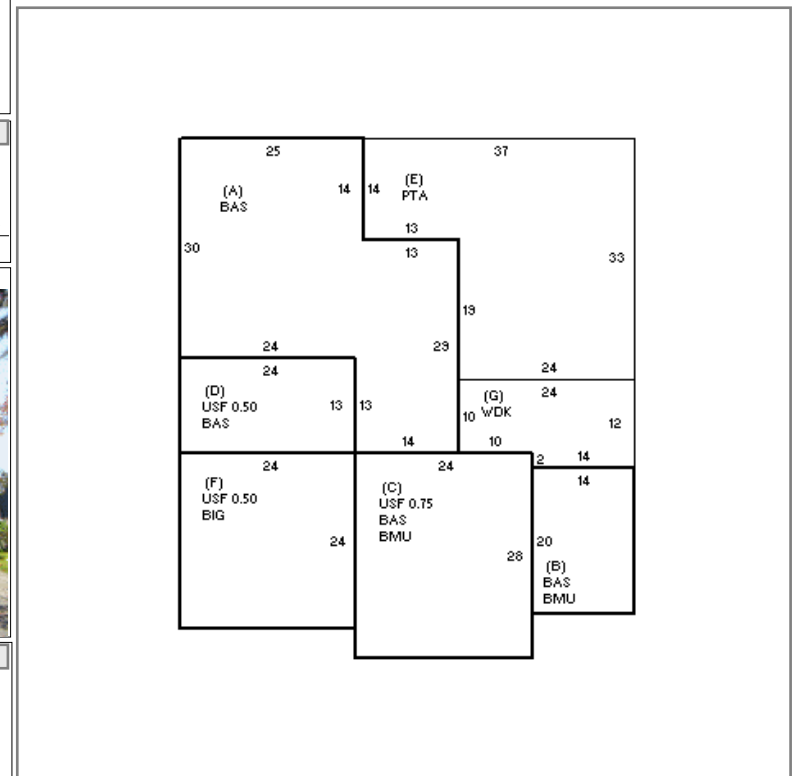 25
37
(A)
BAS
14
14
(E)
PTA
13
13
30
33
19
29
24
24
24
24
(D)
USF 0.50
BAS
13
13
(G)
WDK
10
12
14
10
2
14
24
24
14
(F)
USF 0.50
BIG
(C)
USF 0.75
BAS
BMU
24
28
20
(B)
BAS
BMU